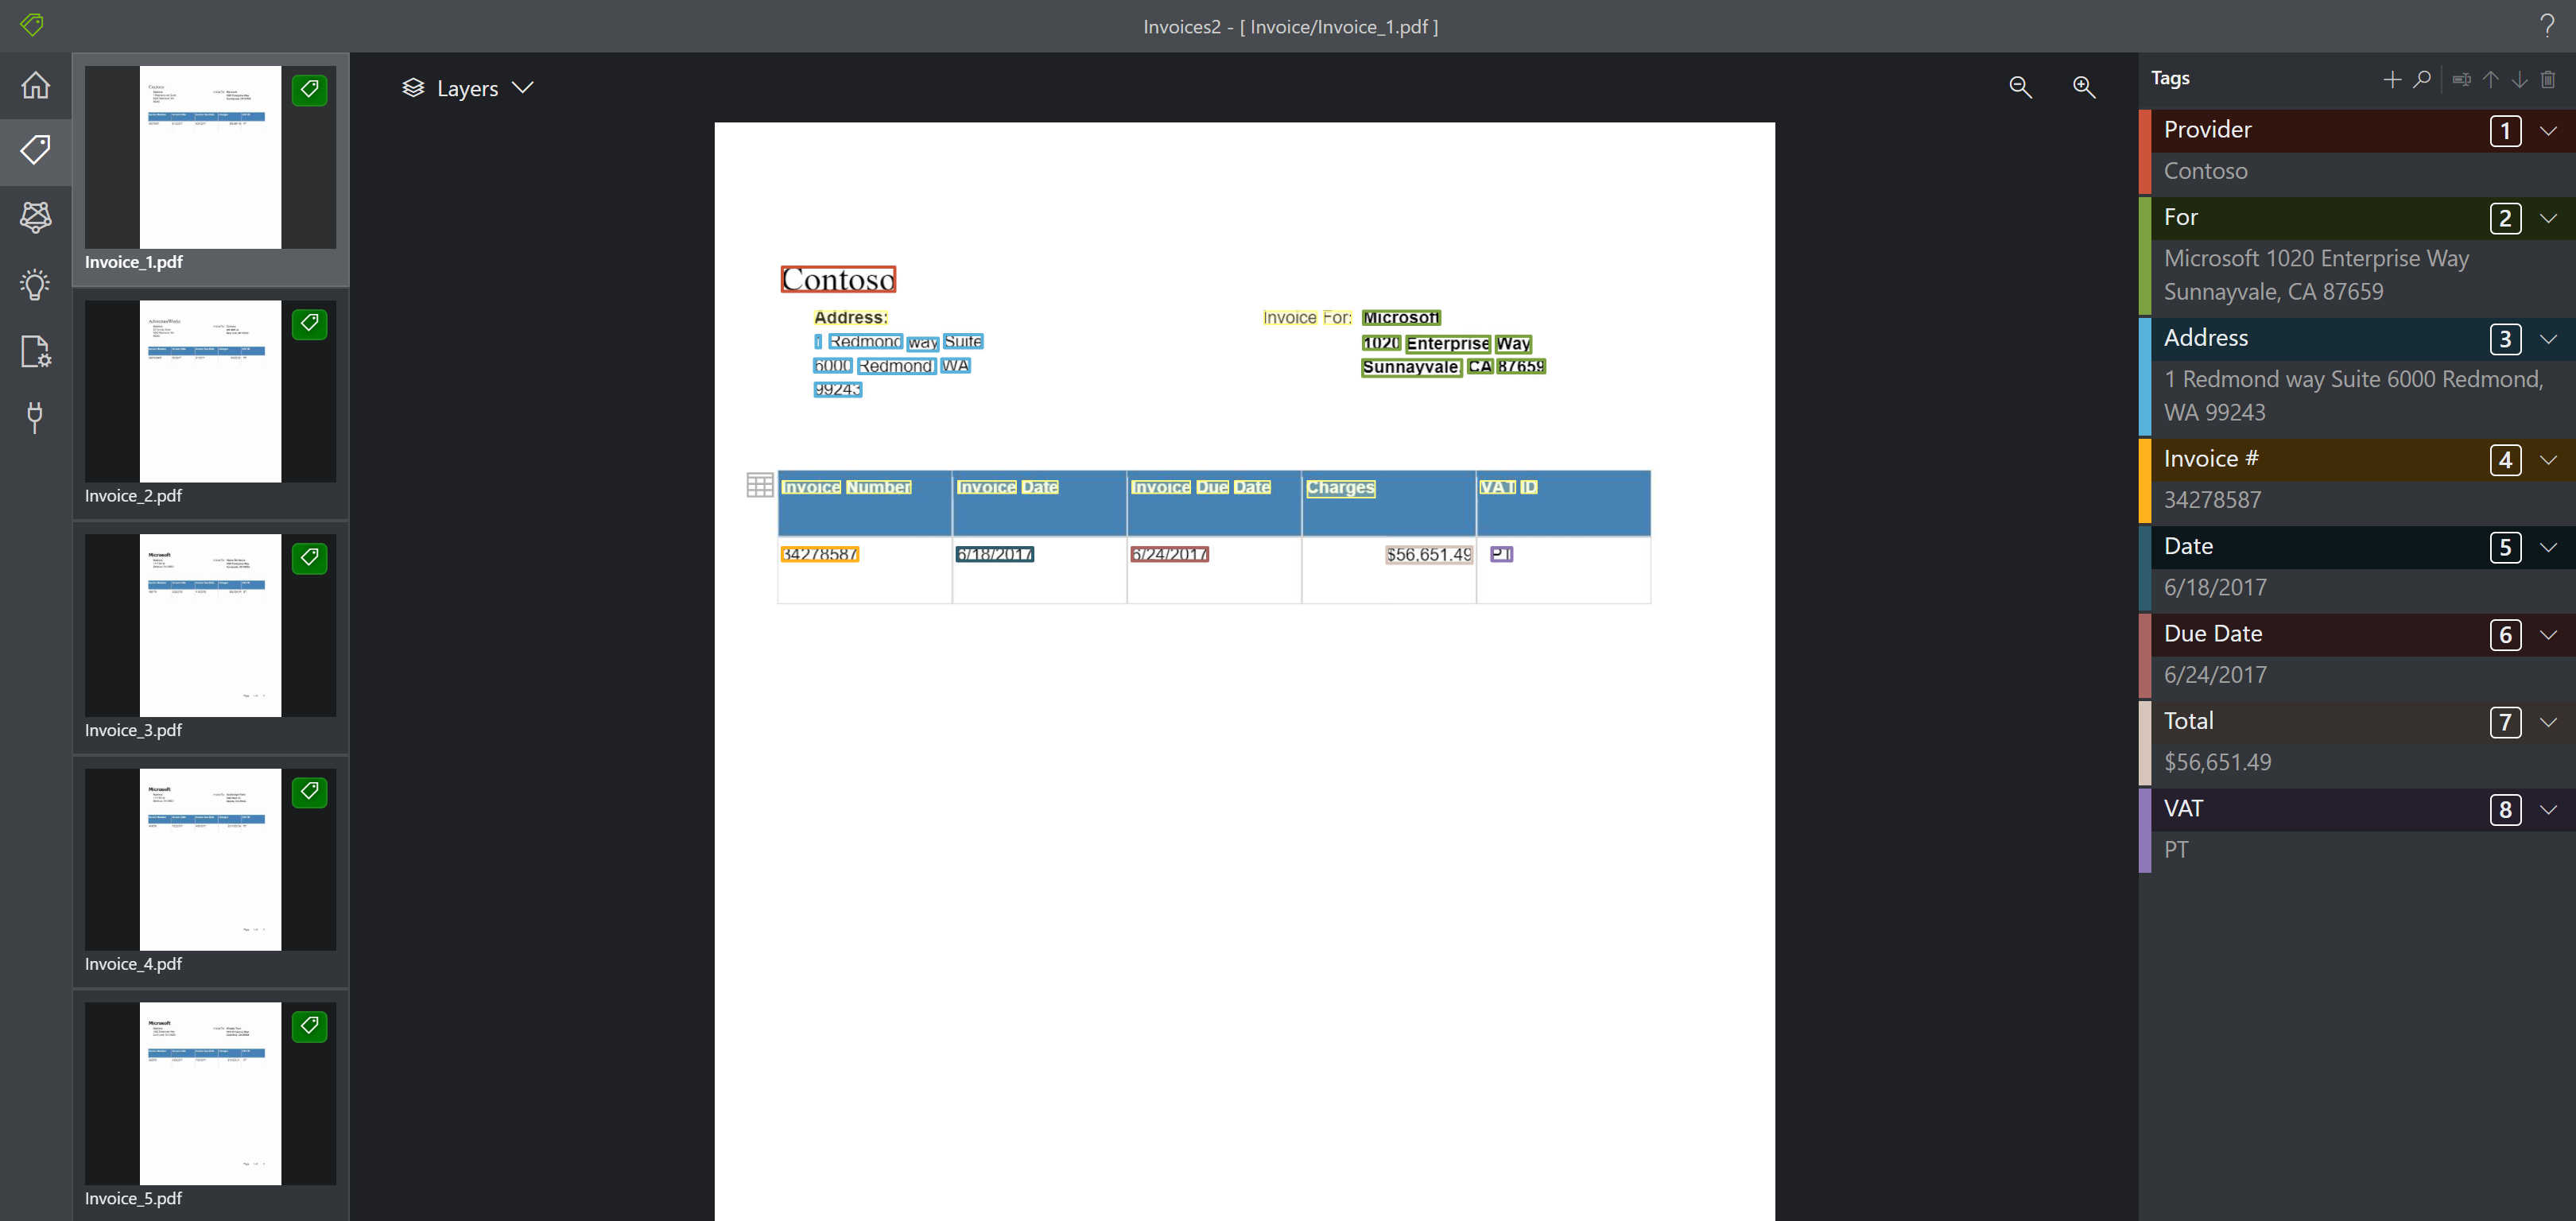 Invoices2 - [ Invoice/Invoice_1.pdf ]
?
Invoice_1.pdf
Invoice_2.pdf
Invoice_3.pdf
Invoice_4.pdf
Invoice_5.pdf
Layers
Contoso
Address:
1 Redmond way Suite
6000 Redmond, WA
99243
Invoice For: Microsoft
1020 Enterprise Way
Sunnayvale, CA 87659
Invoice Number Invoice Date Invoice Due Date Charges VAT ID
34278587 6/18/2017 6/24/2017 $56,651.49 PT
Tags
Provider 1
Contoso
For 2
Microsoft 1020 Enterprise Way
Sunnayvale, CA 87659
Address 3
1 Redmond way Suite 6000 Redmond,
WA 99243
Invoice # 4
34278587
Date 5
6/18/2017
Due Date 6
6/24/2017
Total 7
$56,651.49
VAT 8
PT